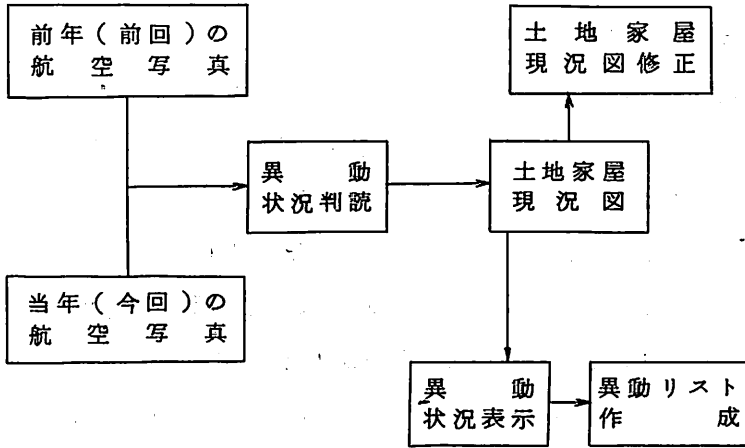 前年(前回)の
航空写真
土地家屋
現況図修正
異動
状況判読
土地家屋
現況図
当年(今回)の
航空写真
異動
状況表示
異動リスト
作成